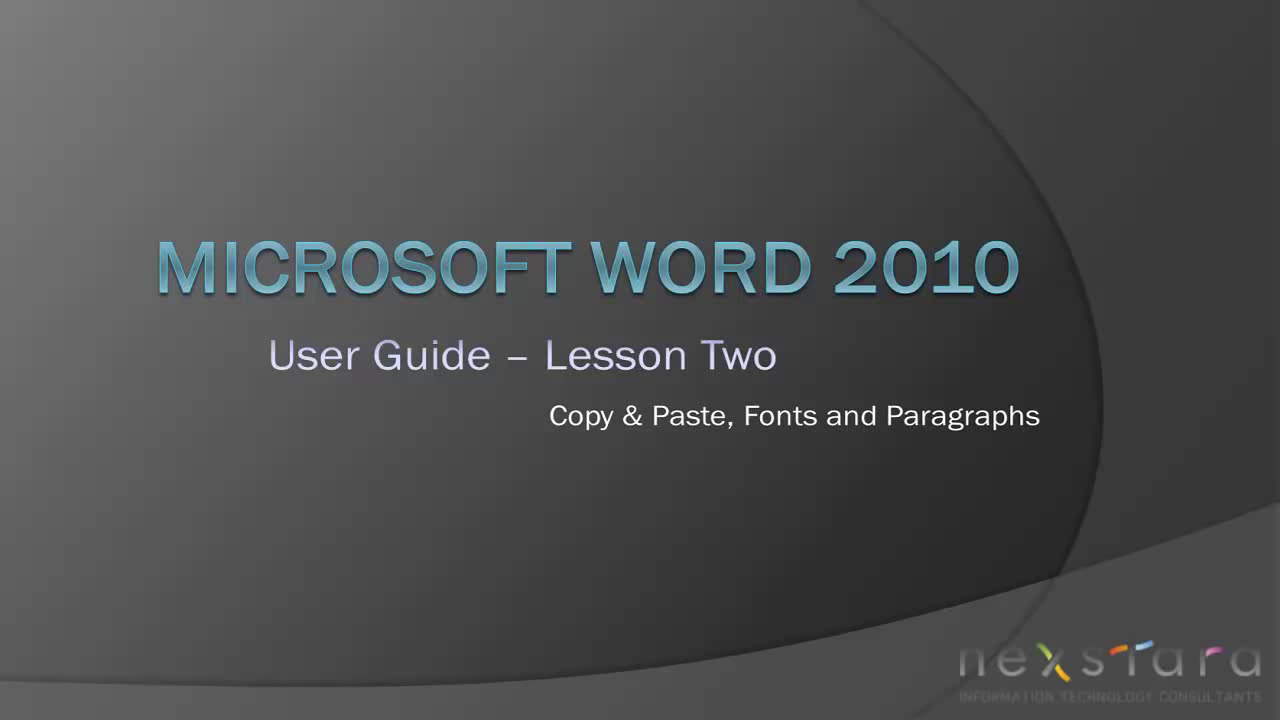 MICROSOFT WORD 2010
User Guide – Lesson Two
Copy & Paste, Fonts and Paragraphs
nexstara
INFORMATION TECHNOLOGY CONSULTANTS